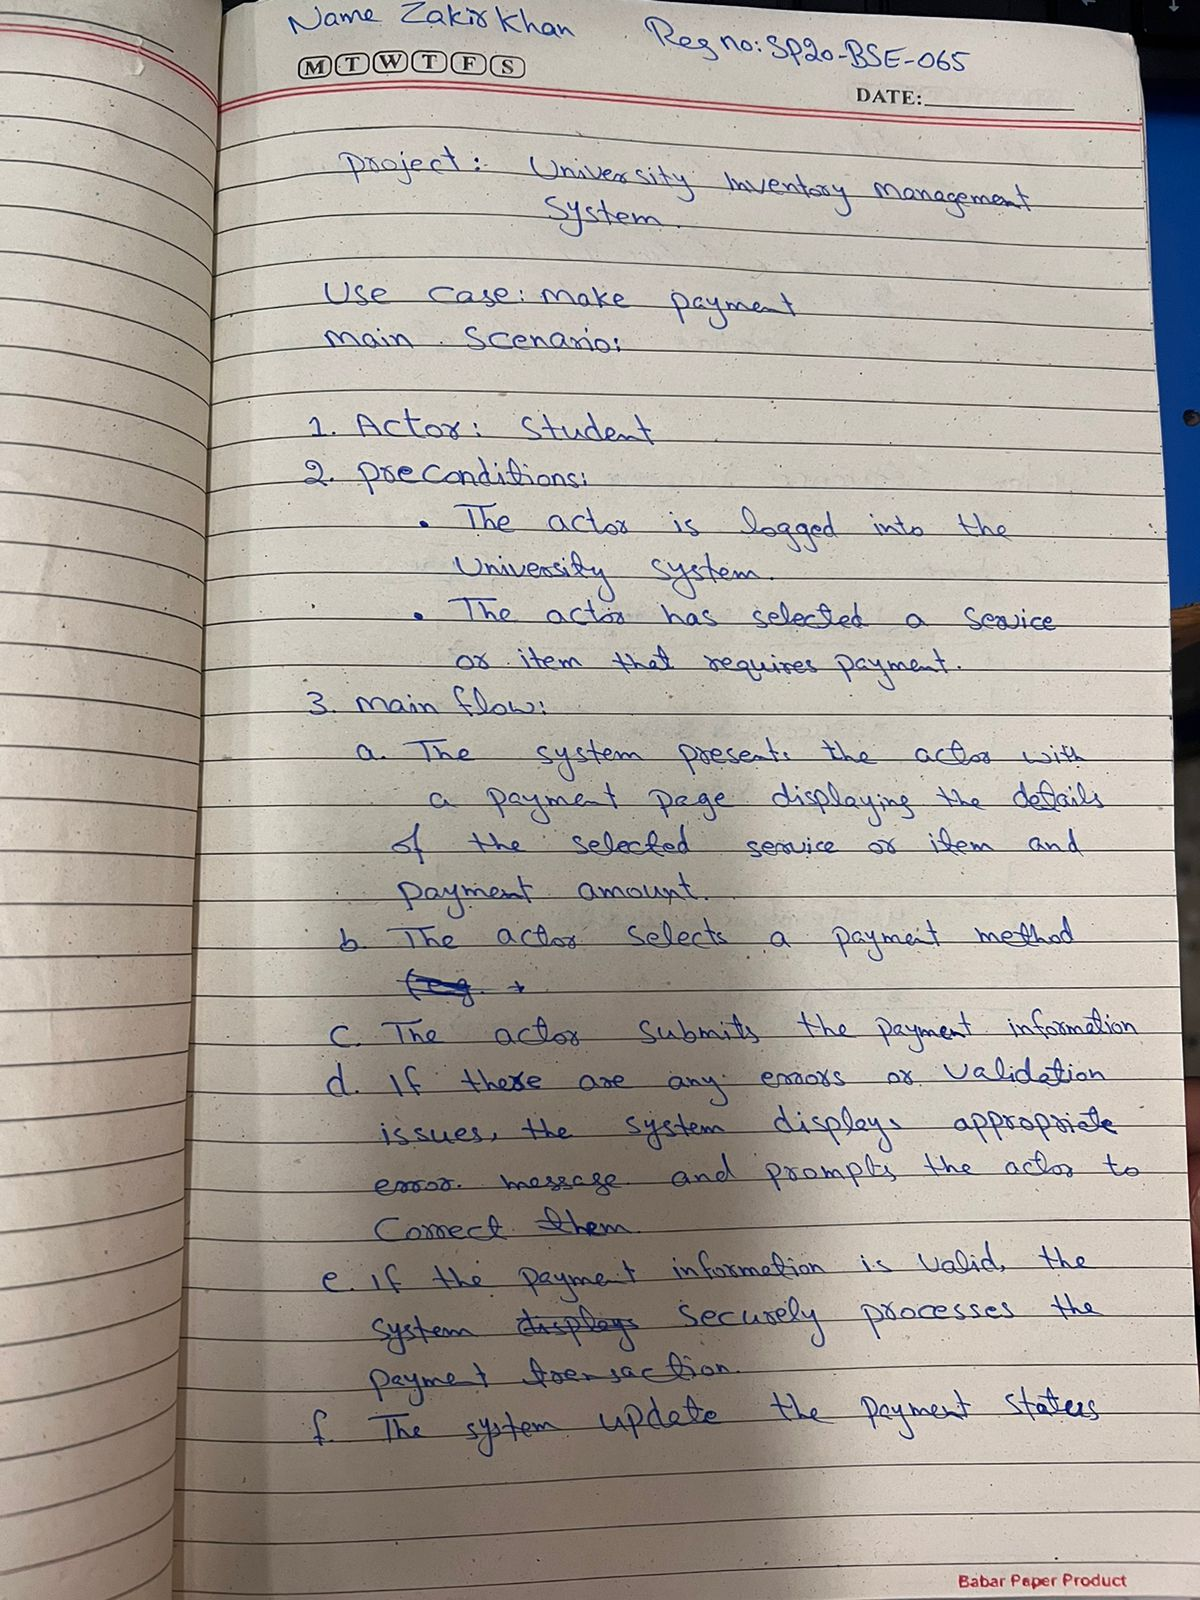 Name Zakir Khan Reg no: SP20-BSE-065
M T W T F S
DATE:
Project: University Inventory Management
System.
Use case: make payment
main Scenario:
1. Actor: Student
2. Preconditions:
• The actor is logged into the
University system.
• The actor has selected a service
or item that requires payment.
3. main flow:
a. The system presents the actor with
a payment page displaying the details
of the selected service or item and
payment amount.
b. The actor selects a payment method
(eg.
c. The actor Submits the payment information
d. If there are any errors or validation
issues, the system displays appropriate
error message and prompts the actor to
Correct them.
e. if the payment information is valid, the
system displays securely processes the
payment transaction.
f. The system update the payment status
Babar Paper Product